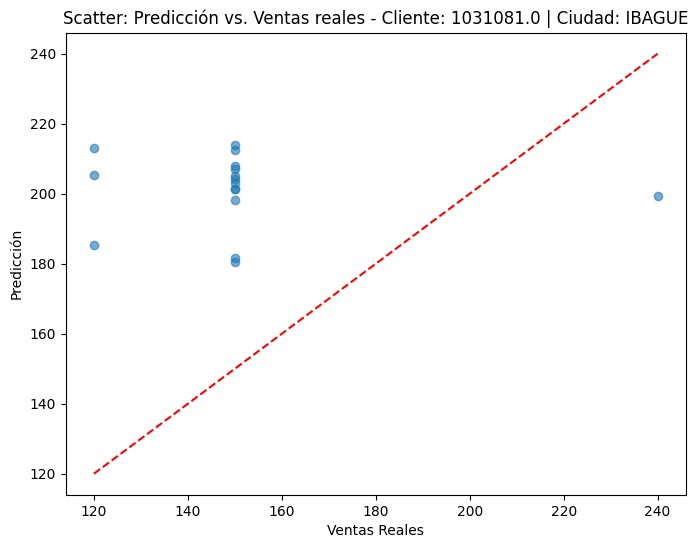 Scatter: Predicción vs. Ventas reales - Cliente: 1031081.0 | Ciudad: IBAGUE
240
220
200
180
160
140
120
Predicción
120 140 160 180 200 220 240
Ventas Reales